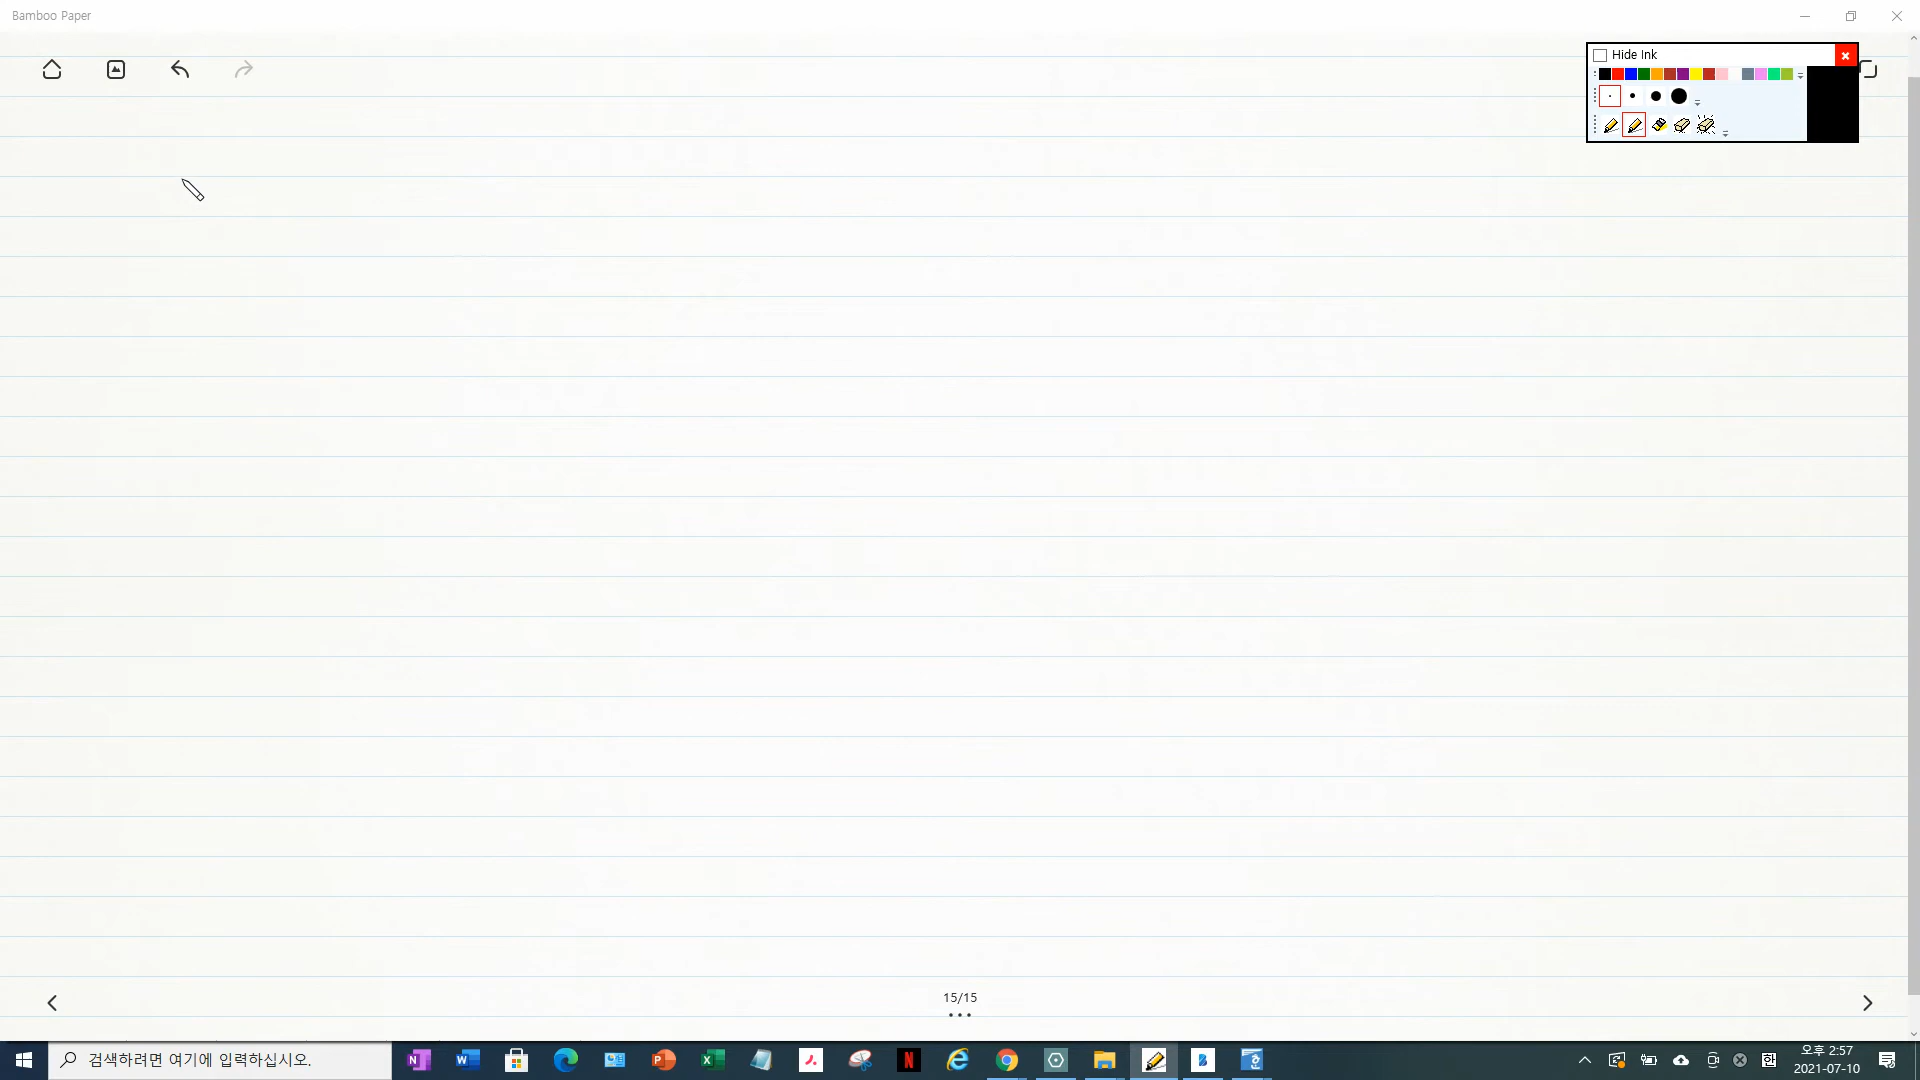 Bamboo Paper
Hide Ink
15/15
검색하려면 여기에 입력하십시오.
오후 2:57
2021-07-10